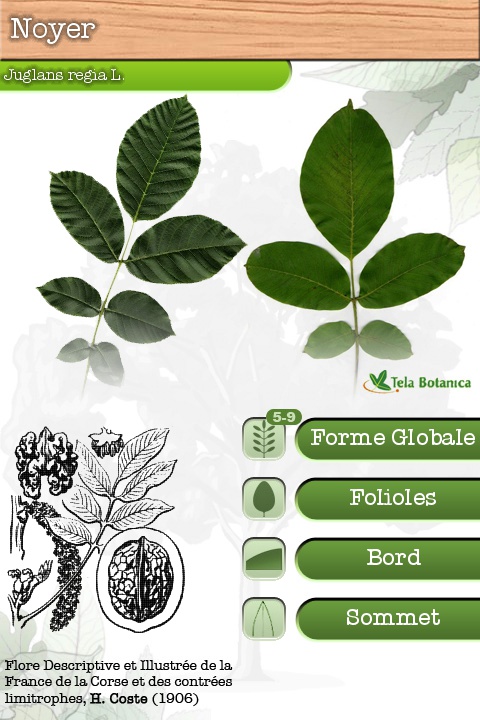 Noyer
Juglans regia L.
Tela Botanica
5-9
Forme Globale
Folioles
Bord
Sommet
Flore Descriptive et Illustrée de la
France de la Corse et des contrées
limitrophes, H. Coste (1906)